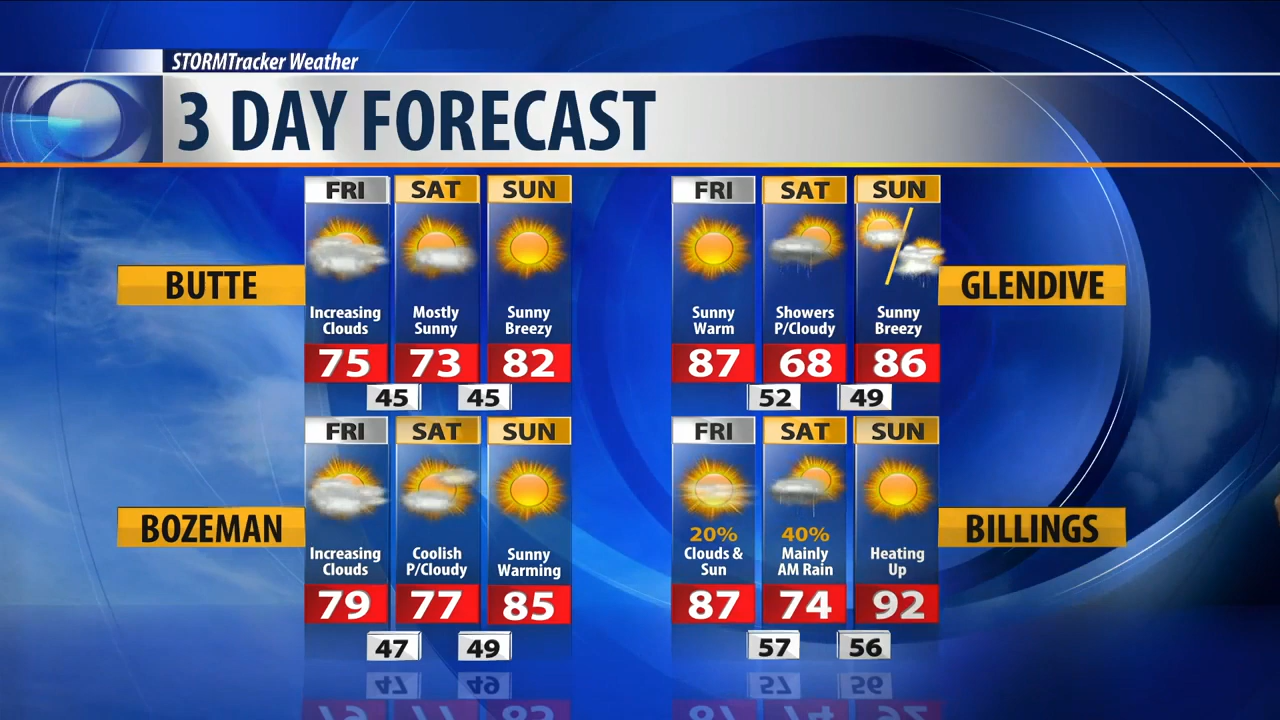 STORMTracker Weather
3 DAY FORECAST
BUTTE
FRI SAT SUN
Increasing Mostly Sunny
Clouds Sunny Breezy
75 73 82
45 45
GLENDIVE
FRI SAT SUN
Sunny Showers Sunny
Warm P/Cloudy Breezy
87 68 86
52 49
BOZEMAN
FRI SAT SUN
Increasing Coolish Sunny
Clouds P/Cloudy Warming
79 77 85
47 49
BILLINGS
FRI SAT SUN
20% 40%
Clouds & Mainly Heating
Sun AM Rain Up
87 74 92
57 56